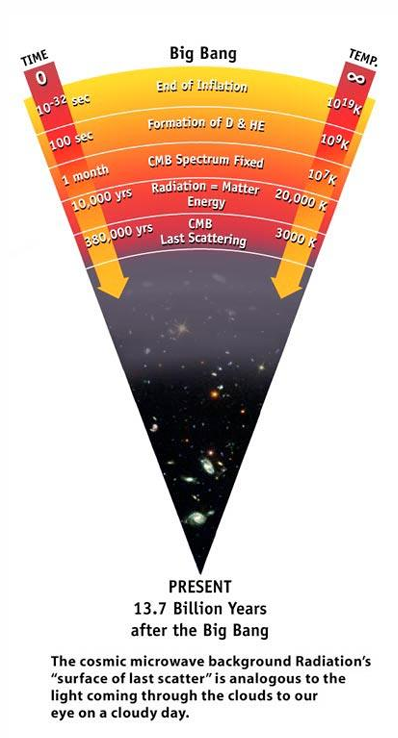 TIME Big Bang TEMP.
0 ∞
End of Inflation
10⁻³² sec 10¹⁹K
Formation of D & HE
100 sec 10⁹K
CMB Spectrum Fixed
1 month 10⁷K
Radiation = Matter
10,000 yrs Energy 20,000 K
CMB
380,000 yrs Last Scattering 3000 K
PRESENT
13.7 Billion Years
after the Big Bang
The cosmic microwave background Radiation's
“surface of last scatter” is analogous to the
light coming through the clouds to our
eye on a cloudy day.